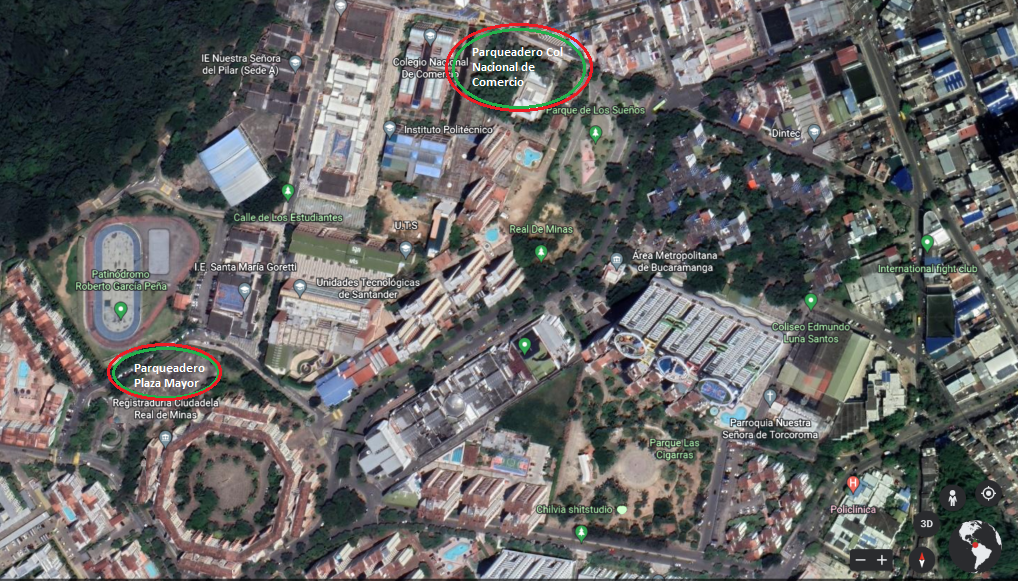 IE Nuestra Señora
del Pilar (Sede A)
Colegio Nacional
De Comercio
Parqueadero Col
Nacional de
Comercio
Parque de Los Sueños
Instituto Politécnico
Dintec
Calle de Los Estudiantes
U.T.S
Real De Minas
Área Metropolitana
de Bucaramanga
International fight club
I.E. Santa María Goretti
Patinódromo
Roberto García Peña
Unidades Tecnológicas
de Santander
Coliseo Edmundo
Luna Santos
Parqueadero
Plaza Mayor
Registraduría Ciudadela
Real de Minas
Parroquia Nuestra
Señora de Torcoroma
Parque Las
Cigarras
Chilvia shitstudio
H
Policlínica
3D